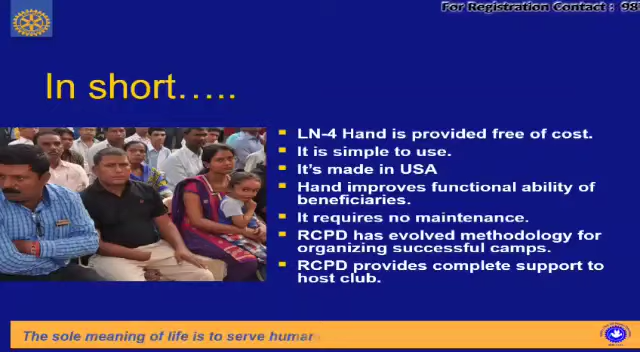 For Registration Contact : 98
In short…..
LN-4 Hand is provided free of cost.
It is simple to use.
It's made in USA
Hand improves functional ability of
beneficiaries.
It requires no maintenance.
RCPD has evolved methodology for
organizing successful camps.
RCPD provides complete support to
host club.
The sole meaning of life is to serve human